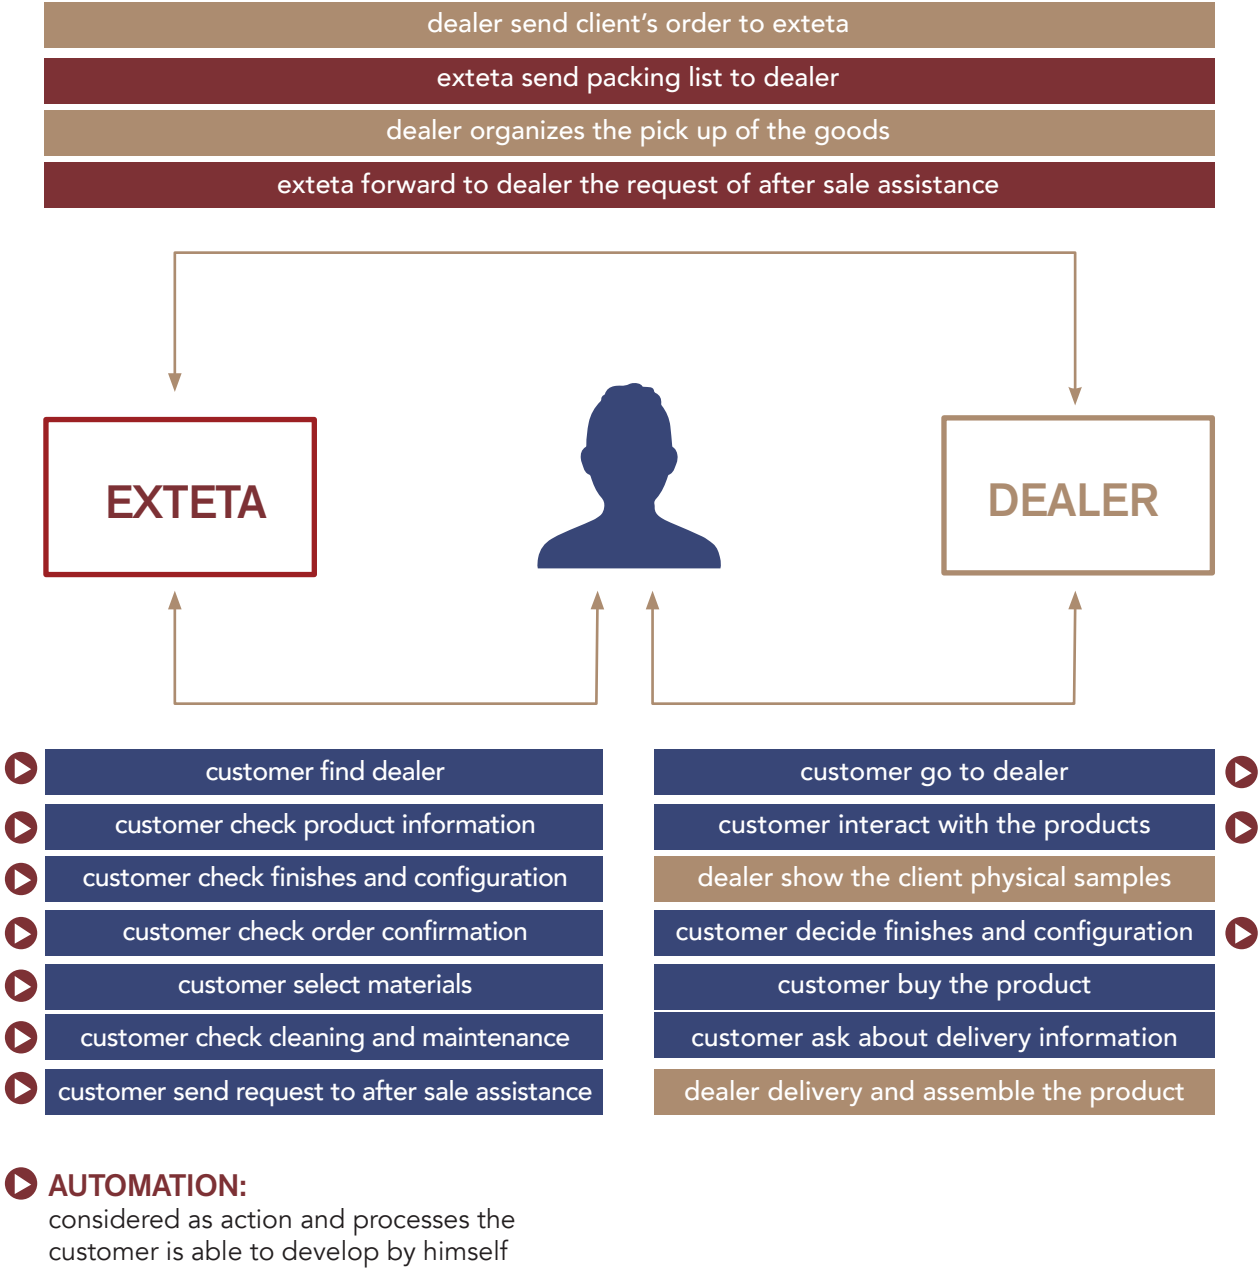 dealer send client’s order to exteta
exteta send packing list to dealer
dealer organizes the pick up of the goods
exteta forward to dealer the request of after sale assistance
EXTETA
DEALER
customer find dealer
customer check product information
customer check finishes and configuration
customer check order confirmation
customer select materials
customer check cleaning and maintenance
customer send request to after sale assistance
customer go to dealer
customer interact with the products
dealer show the client physical samples
customer decide finishes and configuration
customer buy the product
customer ask about delivery information
dealer delivery and assemble the product
AUTOMATION:
considered as action and processes the
customer is able to develop by himself